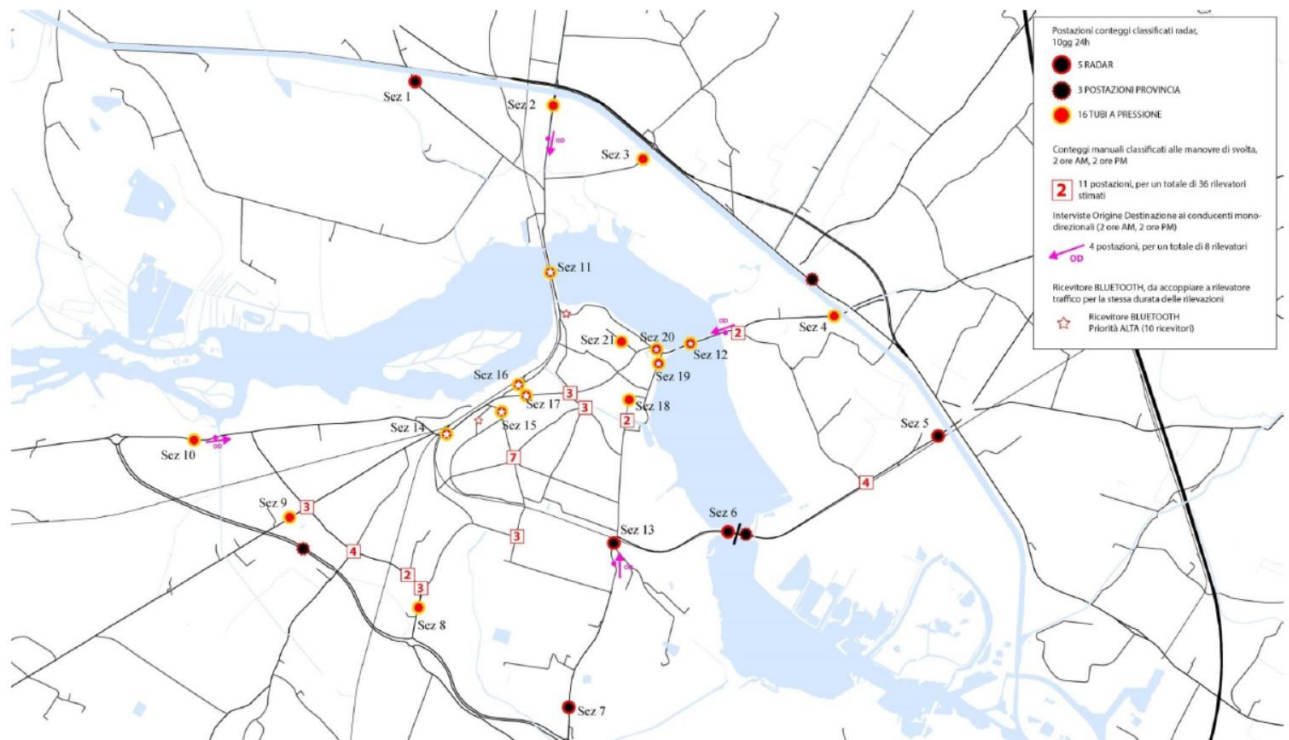 Postazioni conteggi classificati radar,
10gg 24h
5 RADAR
3 POSTAZIONI PROVINCIA
16 TUBI A PRESSIONE
Conteggi manuali classificati alle manovre di svolta,
2 ore AM, 2 ore PM
2
11 postazioni, per un totale di 36 rilevatori
stimati
Interviste Origine Destinazione ai conducenti mono-
direzionali (2 ore AM, 2 ore PM)
4 postazioni, per un totale di 8 rilevatori
OD
Ricevitore BLUETOOTH, da accoppiare a rilevatore
traffico per la stessa durata delle rilevazioni
Ricevitore BLUETOOTH
Priorità ALTA (10 ricevitori)
Sez 1
Sez 2
OD
Sez 3
Sez 11
OD
Sez 4
2
Sez 21
Sez 20
Sez 12
Sez 19
Sez 16
Sez 17
3
3
Sez 18
2
Sez 15
Sez 14
Sez 5
Sez 10
OD
7
4
Sez 9
3
Sez 6
Sez 13
3
4
OD
2
3
Sez 8
Sez 7